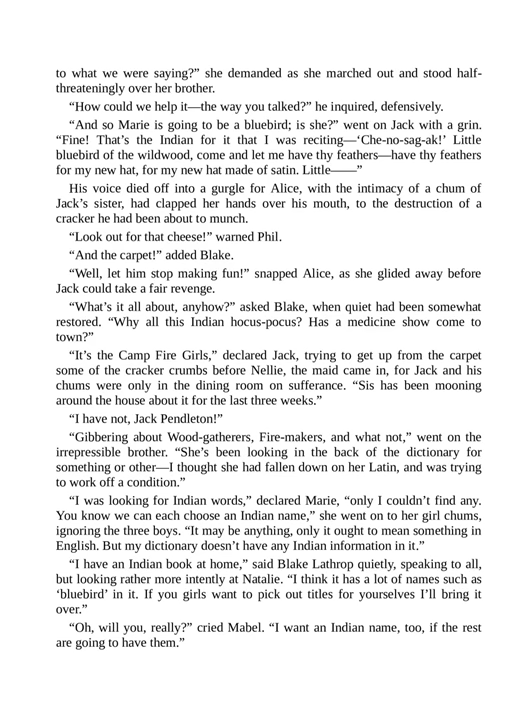 to what we were saying?” she demanded as she marched out and stood half-
threateningly over her brother.
“How could we help it—the way you talked?” he inquired, defensively.
“And so Marie is going to be a bluebird; is she?” went on Jack with a grin.
“Fine! That’s the Indian for it that I was reciting—‘Che-no-sag-ak!’ Little
bluebird of the wildwood, come and let me have thy feathers—have thy feathers
for my new hat, for my new hat made of satin. Little——”
His voice died off into a gurgle for Alice, with the intimacy of a chum of
Jack’s sister, had clapped her hands over his mouth, to the destruction of a
cracker he had been about to munch.
“Look out for that cheese!” warned Phil.
“And the carpet!” added Blake.
“Well, let him stop making fun!” snapped Alice, as she glided away before
Jack could take a fair revenge.
“What’s it all about, anyhow?” asked Blake, when quiet had been somewhat
restored. “Why all this Indian hocus-pocus? Has a medicine show come to
town?”
“It’s the Camp Fire Girls,” declared Jack, trying to get up from the carpet
some of the cracker crumbs before Nellie, the maid came in, for Jack and his
chums were only in the dining room on sufferance. “Sis has been mooning
around the house about it for the last three weeks.”
“I have not, Jack Pendleton!”
“Gibbering about Wood-gatherers, Fire-makers, and what not,” went on the
irrepressible brother. “She’s been looking in the back of the dictionary for
something or other—I thought she had fallen down on her Latin, and was trying
to work off a condition.”
“I was looking for Indian words,” declared Marie, “only I couldn’t find any.
You know we can each choose an Indian name,” she went on to her girl chums,
ignoring the three boys. “It may be anything, only it ought to mean something in
English. But my dictionary doesn’t have any Indian information in it.”
“I have an Indian book at home,” said Blake Lathrop quietly, speaking to all,
but looking rather more intently at Natalie. “I think it has a lot of names such as
‘bluebird’ in it. If you girls want to pick out titles for yourselves I’ll bring it
over.”
“Oh, will you, really?” cried Mabel. “I want an Indian name, too, if the rest
are going to have them.”